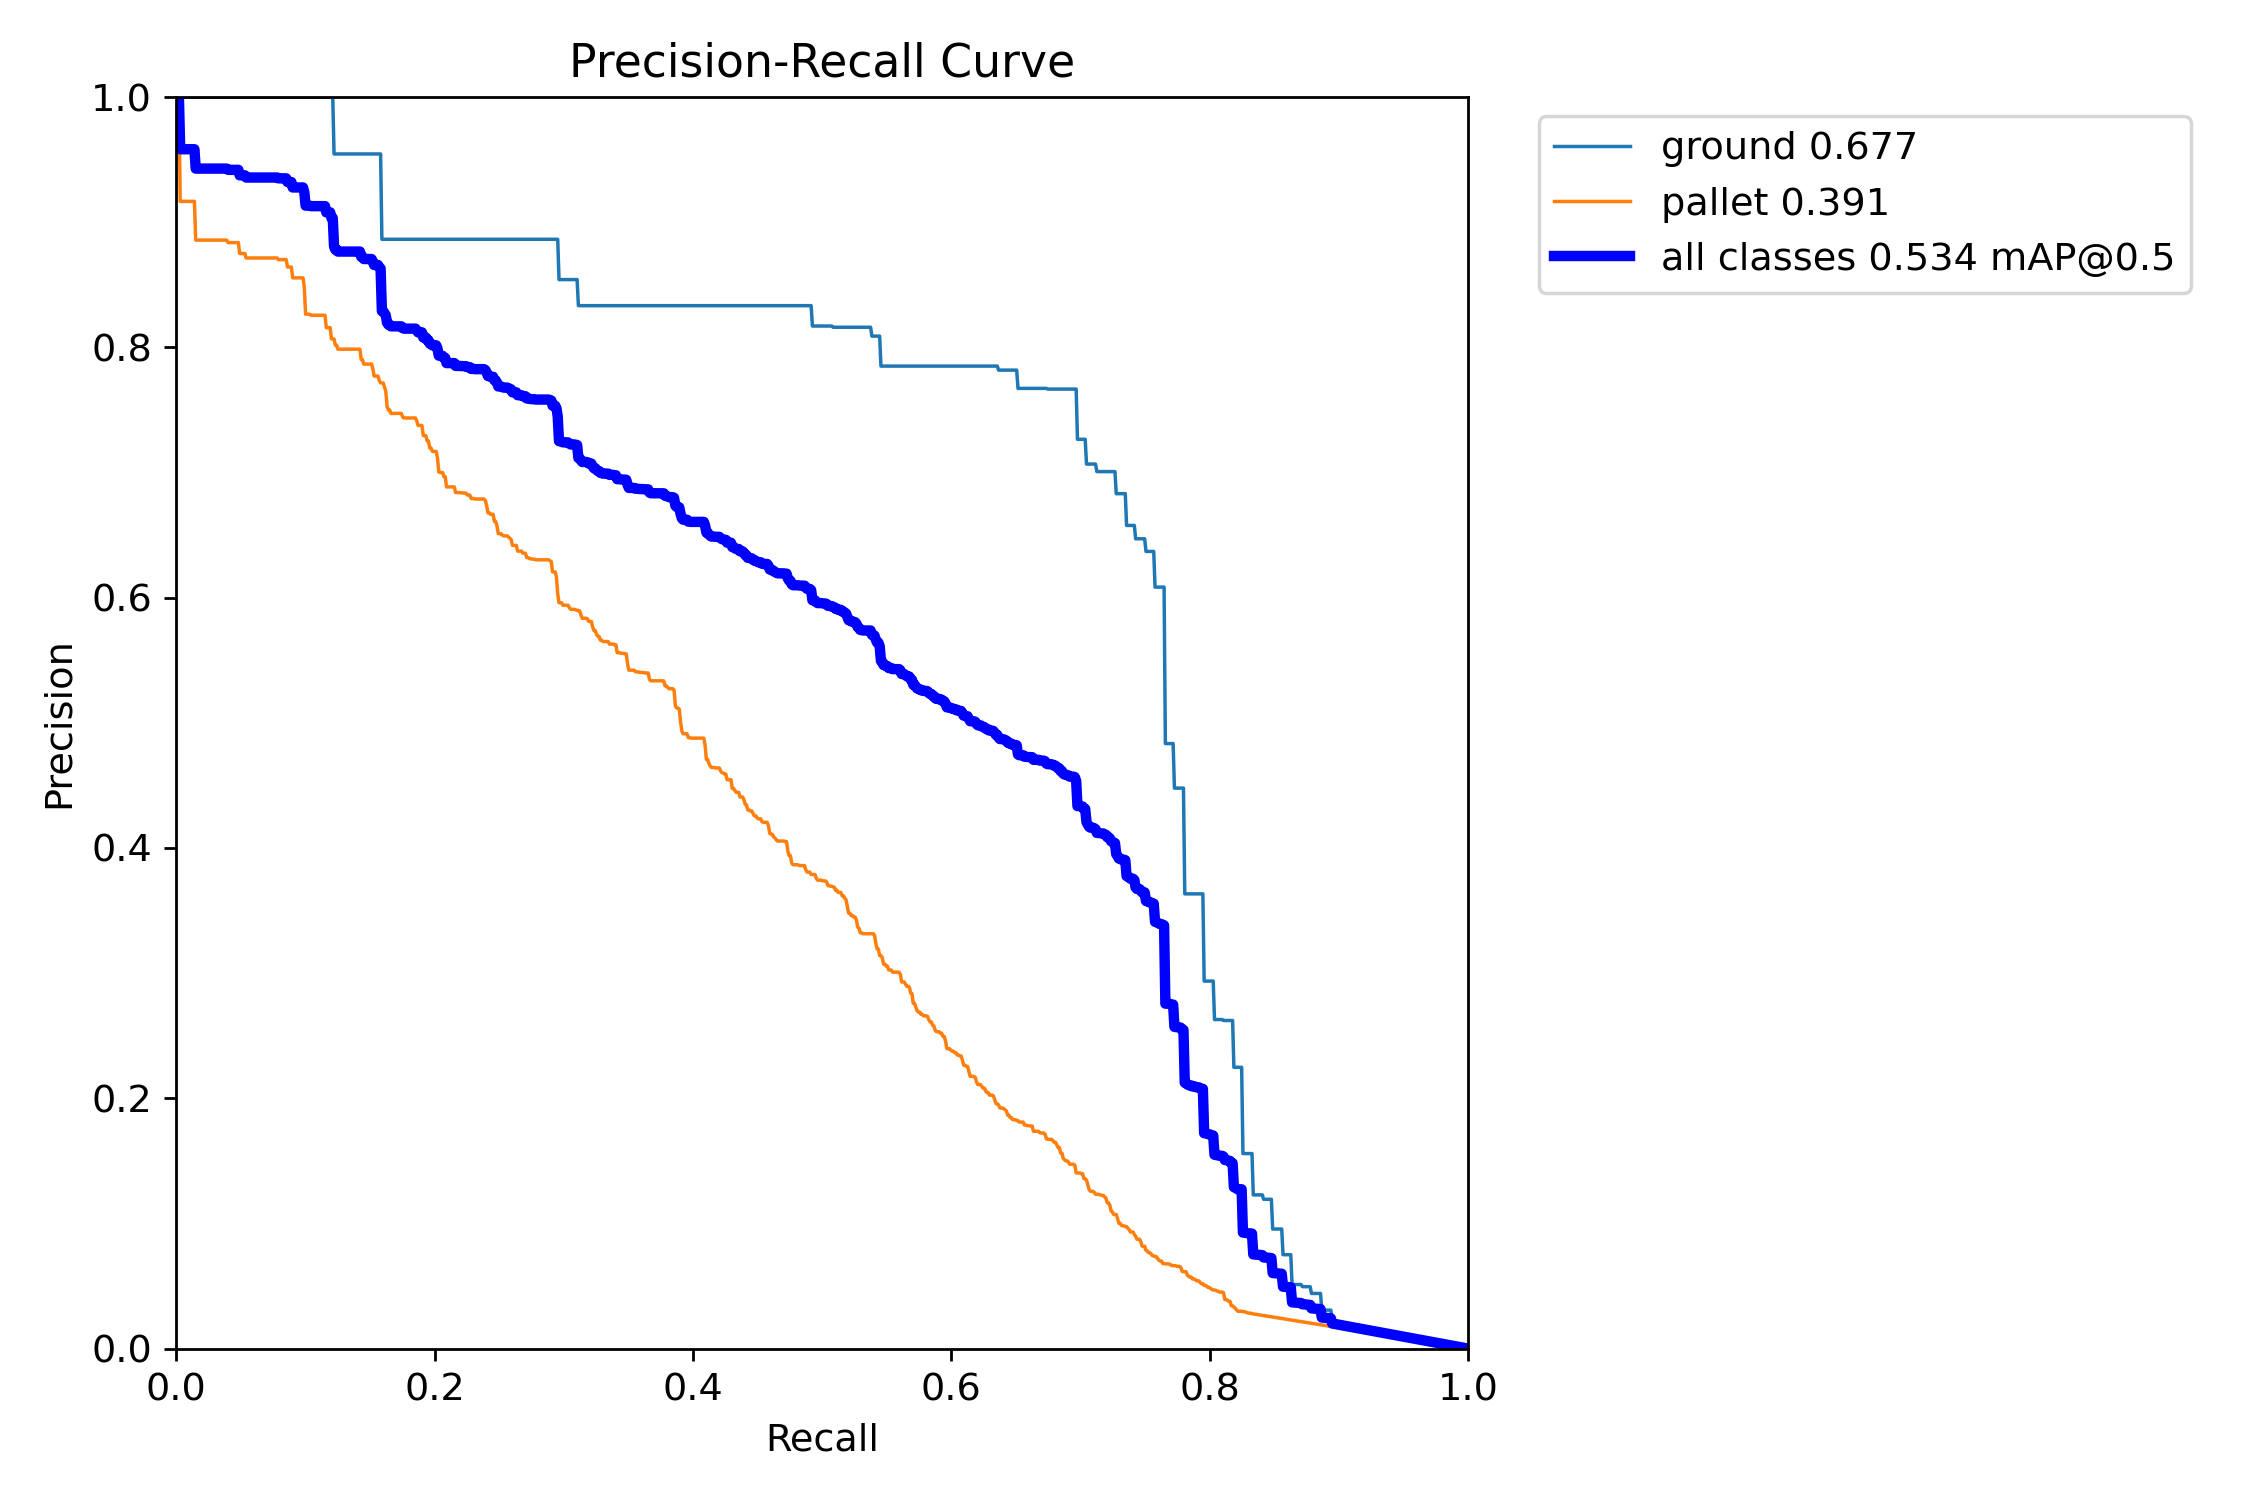 Precision-Recall Curve
1.0
0.8
0.6
0.4
0.2
0.0
Precision
0.0 0.2 0.4 0.6 0.8 1.0
Recall
ground 0.677
pallet 0.391
all classes 0.534 mAP@0.5